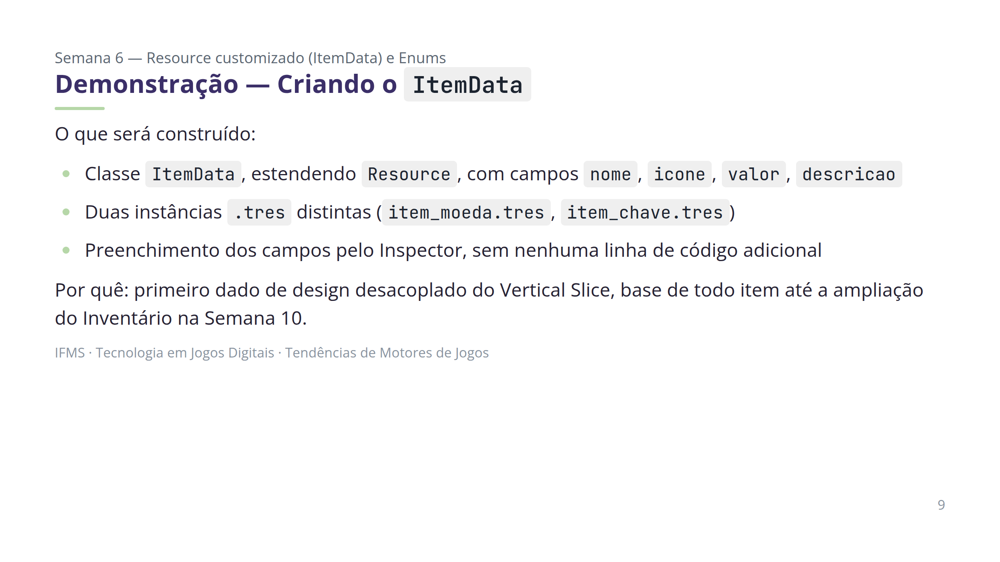 Semana 6 — Resource customizado (ItemData) e Enums
Demonstração — Criando o ItemData
O que será construído:
Classe ItemData, estendendo Resource, com campos nome, icone, valor, descricao
Duas instâncias .tres distintas (item_moeda.tres, item_chave.tres)
Preenchimento dos campos pelo Inspector, sem nenhuma linha de código adicional
Por quê: primeiro dado de design desacoplado do Vertical Slice, base de todo item até a ampliação
do Inventário na Semana 10.
IFMS · Tecnologia em Jogos Digitais · Tendências de Motores de Jogos
9